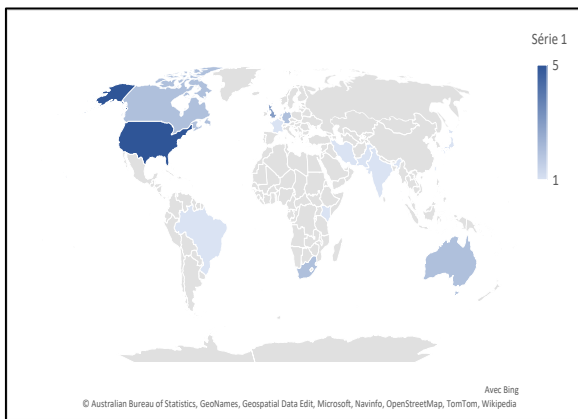 Série 1
5
1
Avec Bing
© Australian Bureau of Statistics, GeoNames, Geospatial Data Edit, Microsoft, Navinfo, OpenStreetMap, TomTom, Wikipedia